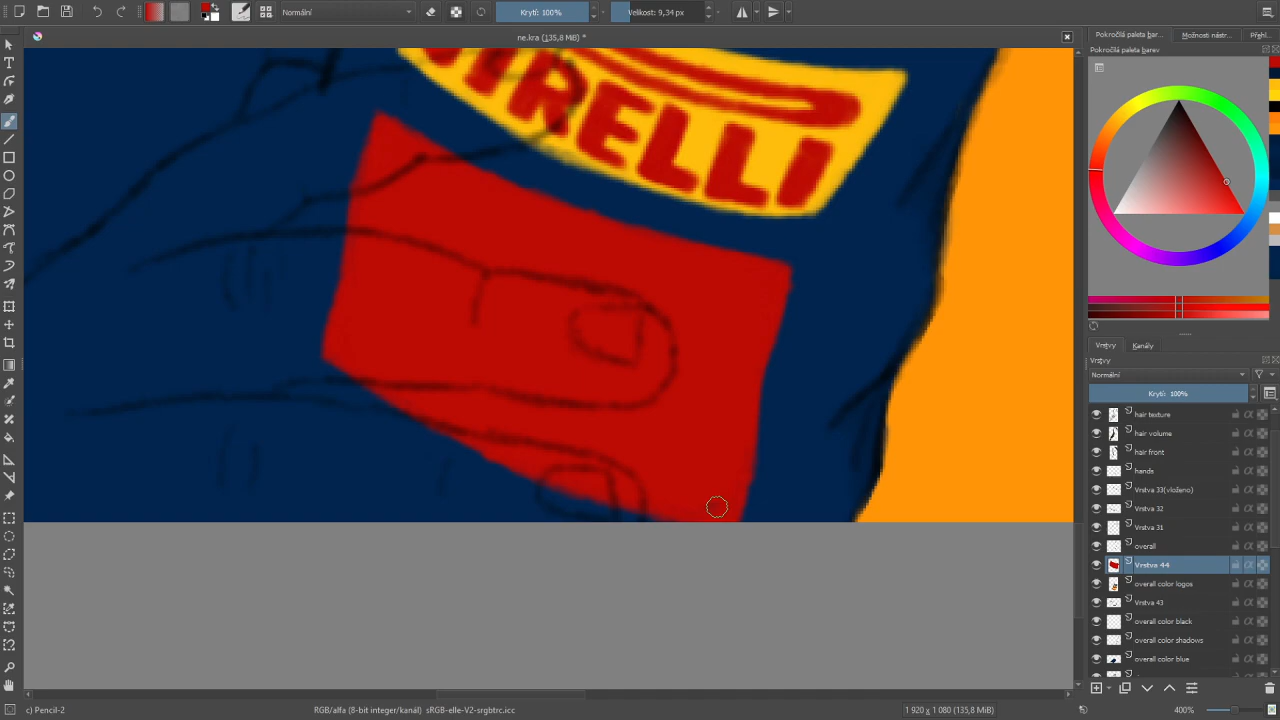 Normální
Krytí: 100%
Velikost: 9,34 px
ne.kra (135,8 MiB) *
Pokročilá paleta bar...
Možnosti nástr...
Přehl...
Pokročilá paleta barev
IRELLI
Vrstvy
Kanály
Vrstvy
Normální
Krytí: 100%
hair texture
hair volume
hair front
hands
Vrstva 33(vloženo)
Vrstva 32
Vrstva 31
overall
Vrstva 44
overall color logos
Vrstva 43
overall color black
overall color shadows
overall color blue
c) Pencil-2
RGB/alfa (8-bit integer/kanál)  sRGB-elle-V2-srgbtrc.icc
1 920 x 1 080 (135,8 MiB)
400%